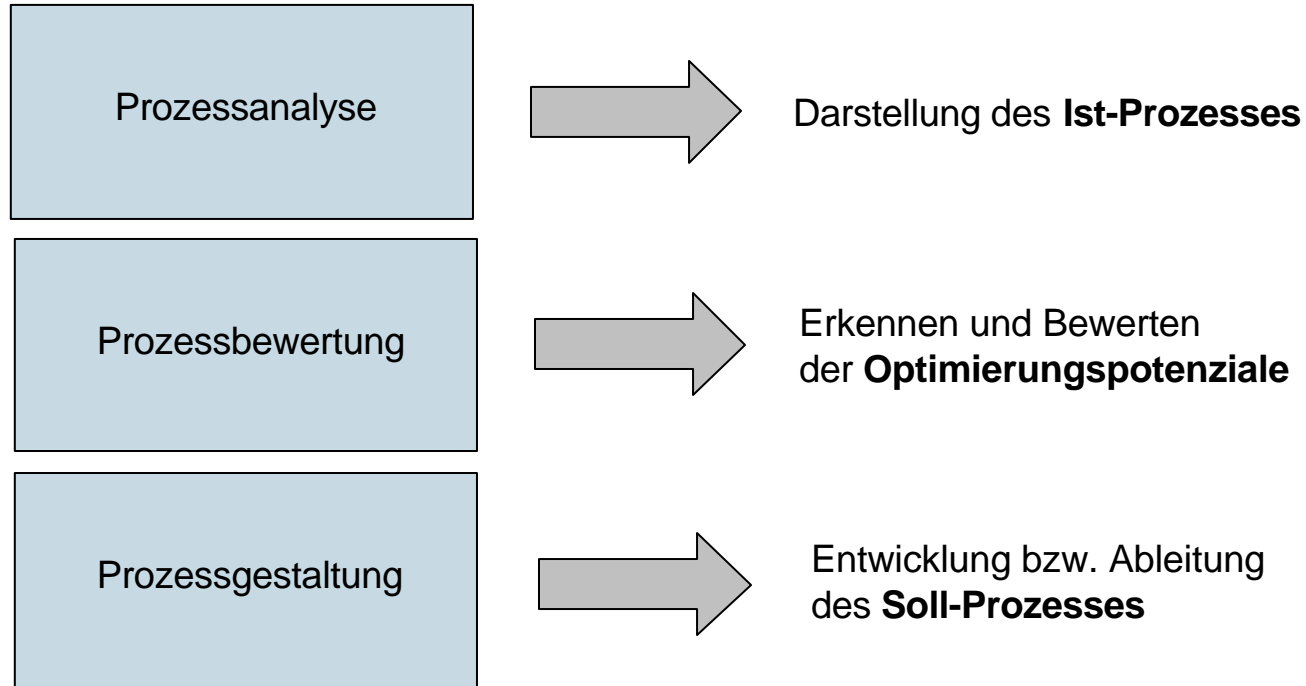 Prozessanalyse
Darstellung des Ist-Prozesses
Prozessbewertung
Erkennen und Bewerten
der Optimierungspotenziale
Prozessgestaltung
Entwicklung bzw. Ableitung
des Soll-Prozesses